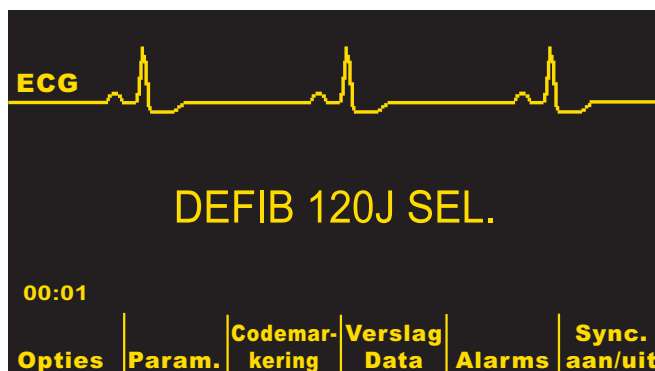 ECG
DEFIB 120J SEL.
00:01
Opties
Param.
Codemar-
kering
Verslag
Data
Alarms
Sync.
aan/uit